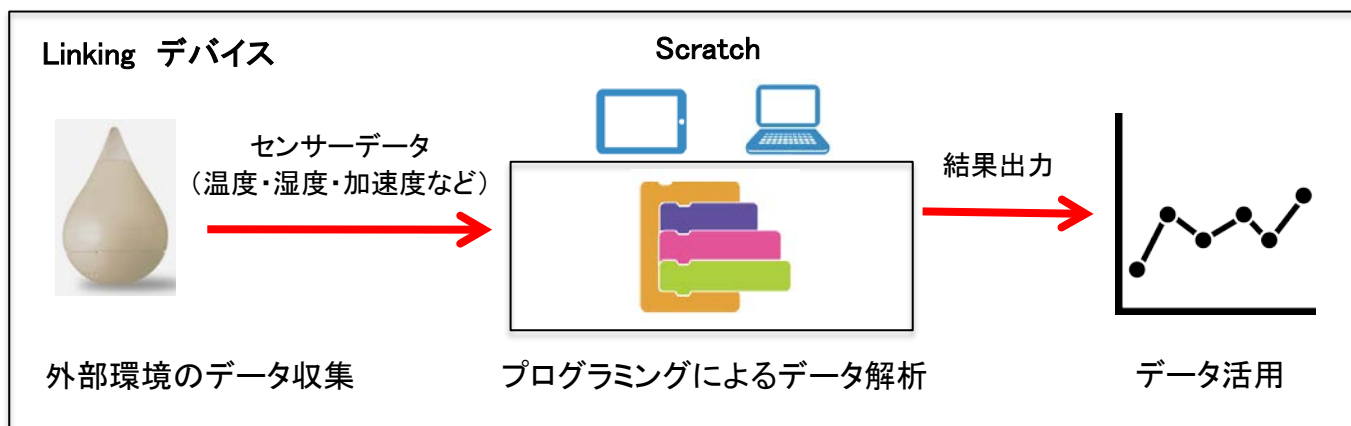 Linking デバイス
Scratch
センサーデータ
（温度・湿度・加速度など）
結果出力
外部環境のデータ収集
プログラミングによるデータ解析
データ活用